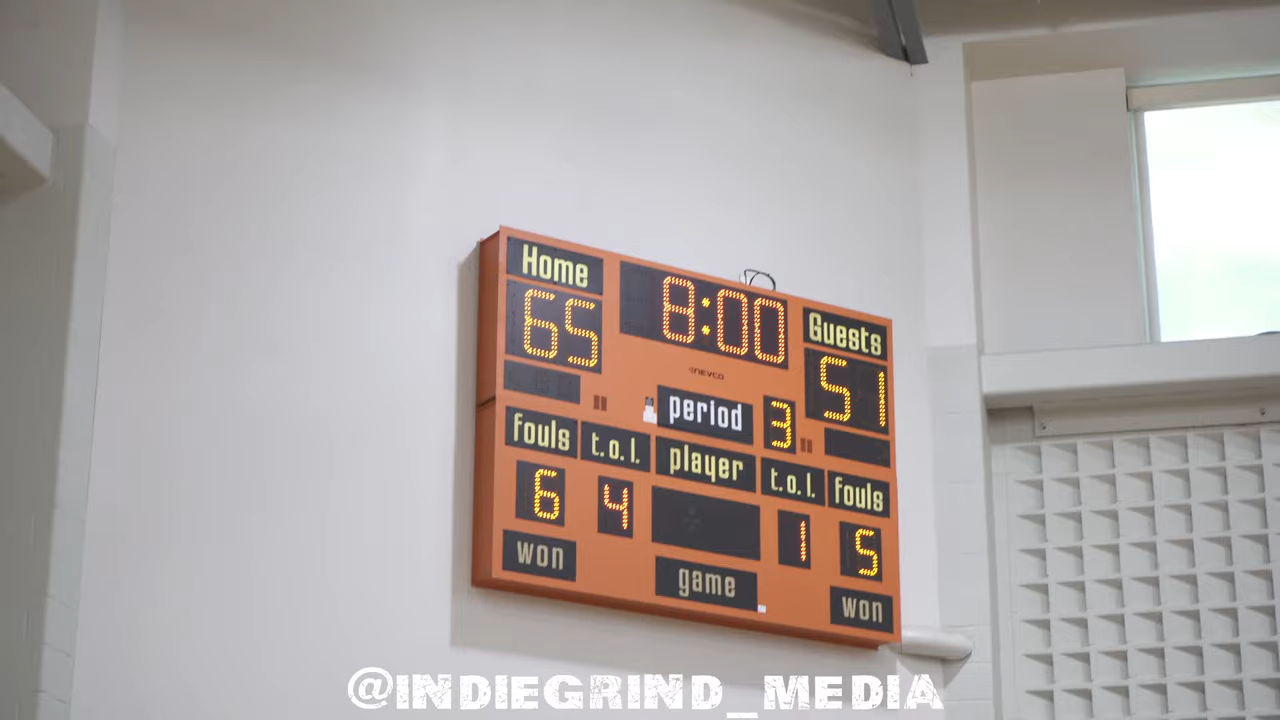 Home
65
8:00
Guests
51
NEVCO
period
3
fouls
t.o.l.
player
t.o.l.
fouls
6
4
1
5
won
game
won
@INDIEGRIND_MEDIA